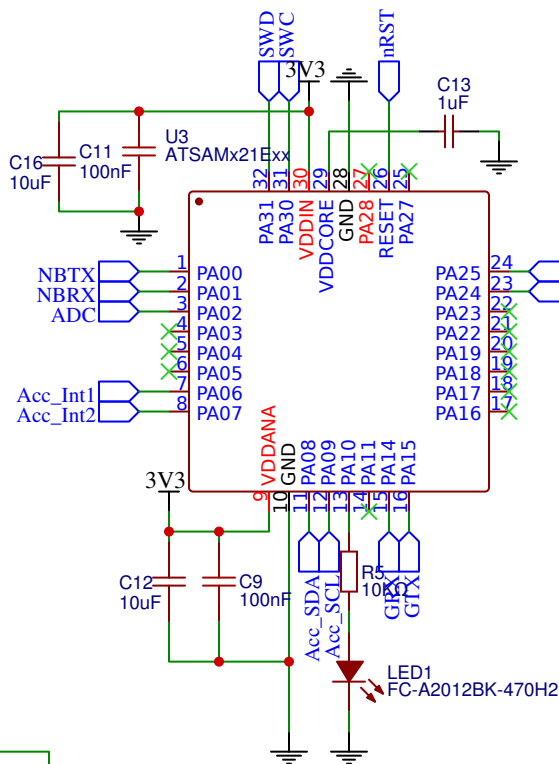 SWD
SWC
nRST
3V3
C13
1uF
U3
ATSAMx21Exx
C11
100nF
C16
10uF
32
31
30
29
28
27
26
25
PA31
PA30
VDDIN
VDDCORE
GND
PA28
RESET
PA27
NBTX
1
PA00
NBRX
2
PA01
ADC
3
PA02
4
PA03
5
PA04
6
PA05
Acc_Int1
7
PA06
Acc_Int2
8
PA07
PA25
24
PA24
23
PA23
22
PA22
21
PA19
20
PA18
19
PA17
18
PA16
17
VDDANA
GND
PA08
PA09
PA10
PA11
PA14
PA15
9
10
11
12
13
14
15
16
3V3
C12
10uF
C9
100nF
Acc_SDA
Acc_SCL
R5
10KΩ
GRX
GTX
LED1
FC-A2012BK-470H2